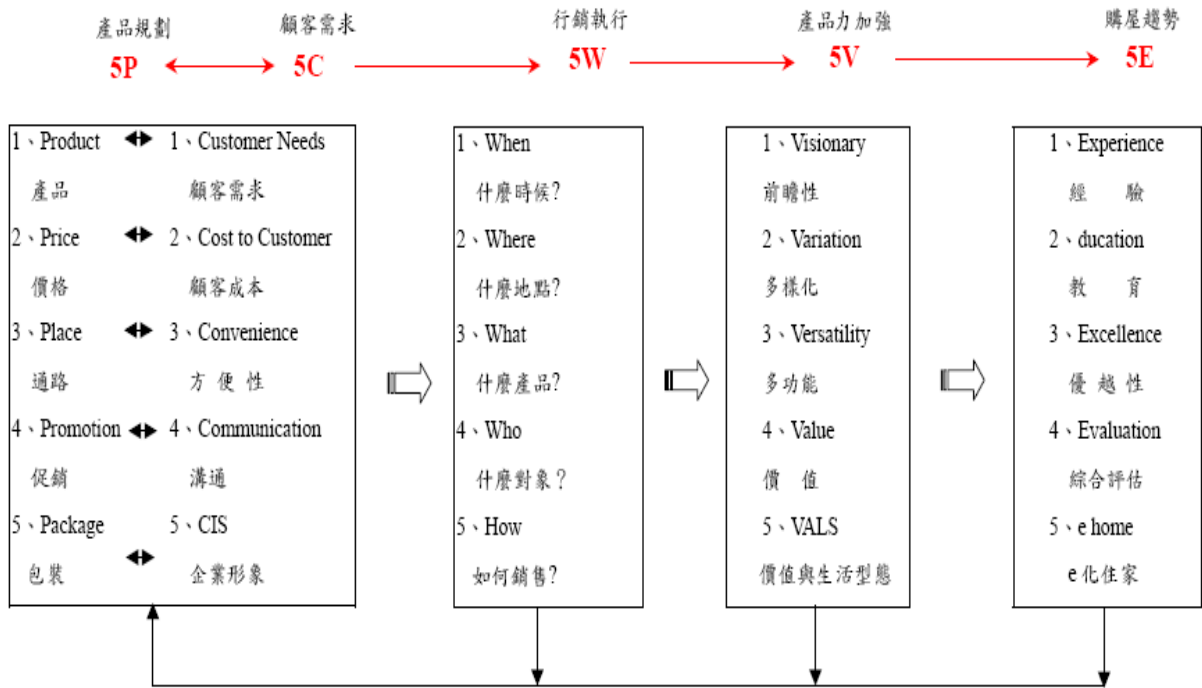 產品規劃 顧客需求 行銷執行 產品力加強 購屋趨勢
5P 5C 5W 5V 5E
1、Product 1、Customer Needs
產品 顧客需求
2、Price 2、Cost to Customer
價格 顧客成本
3、Place 3、Convenience
通路 方便性
4、Promotion 4、Communication
促銷 溝通
5、Package 5、CIS
包裝 企業形象
1、When
什麼時候?
2、Where
什麼地點?
3、What
什麼產品?
4、Who
什麼對象?
5、How
如何銷售?
1、Visionary
前瞻性
2、Variation
多樣化
3、Versatility
多功能
4、Value
價 值
5、VALS
價值與生活型態
1、Experience
經 驗
2、ducation
教 育
3、Excellence
優越性
4、Evaluation
綜合評估
5、e home
e化住家